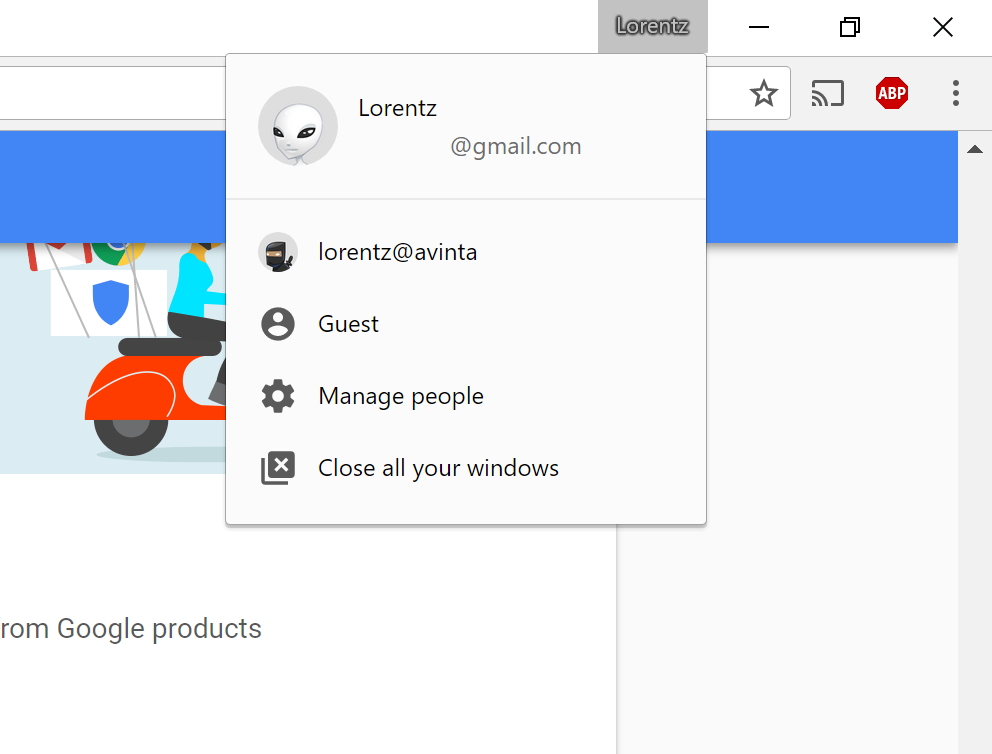 Lorentz
ABP
Lorentz
@gmail.com
lorentz@avinta
Guest
Manage people
Close all your windows
rom Google products